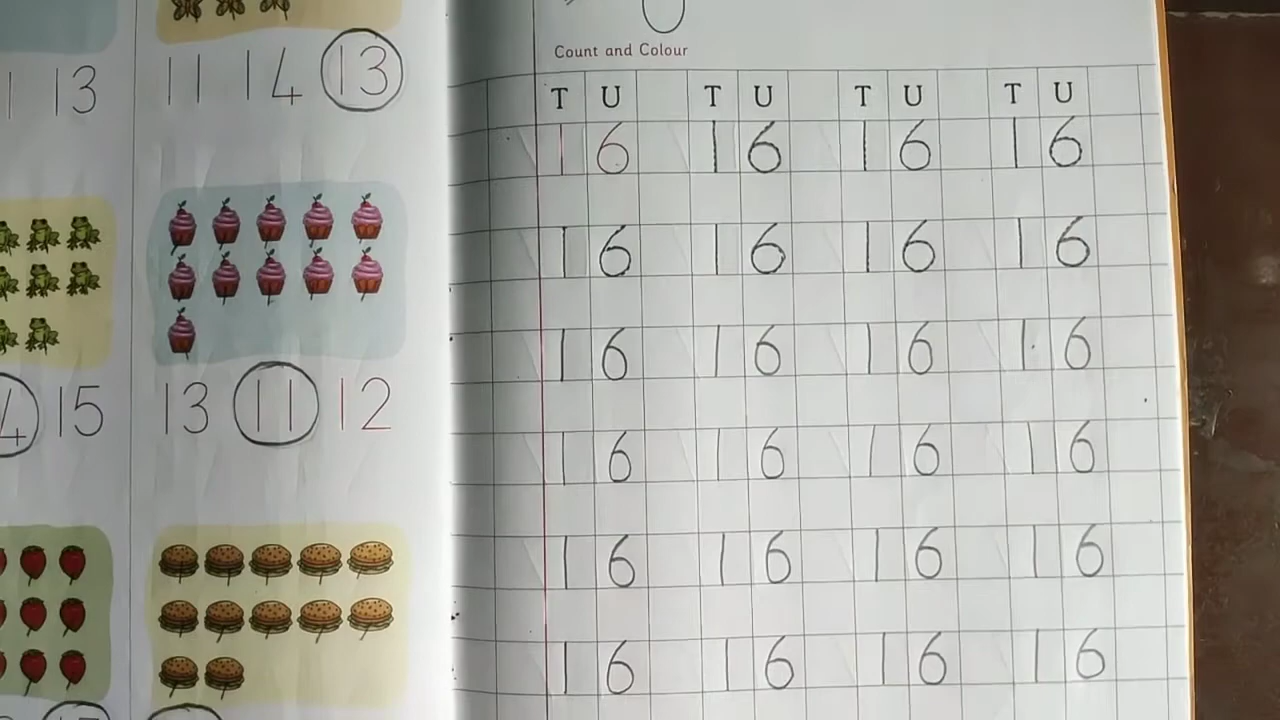 1 13
11 14 13
4 15
13 11 12
Count and Colour
T U T U T U T U
16 16 16 16
16 16 16 16
16 16 16 16
16 16 16 16
16 16 16 16
16 16 16 16